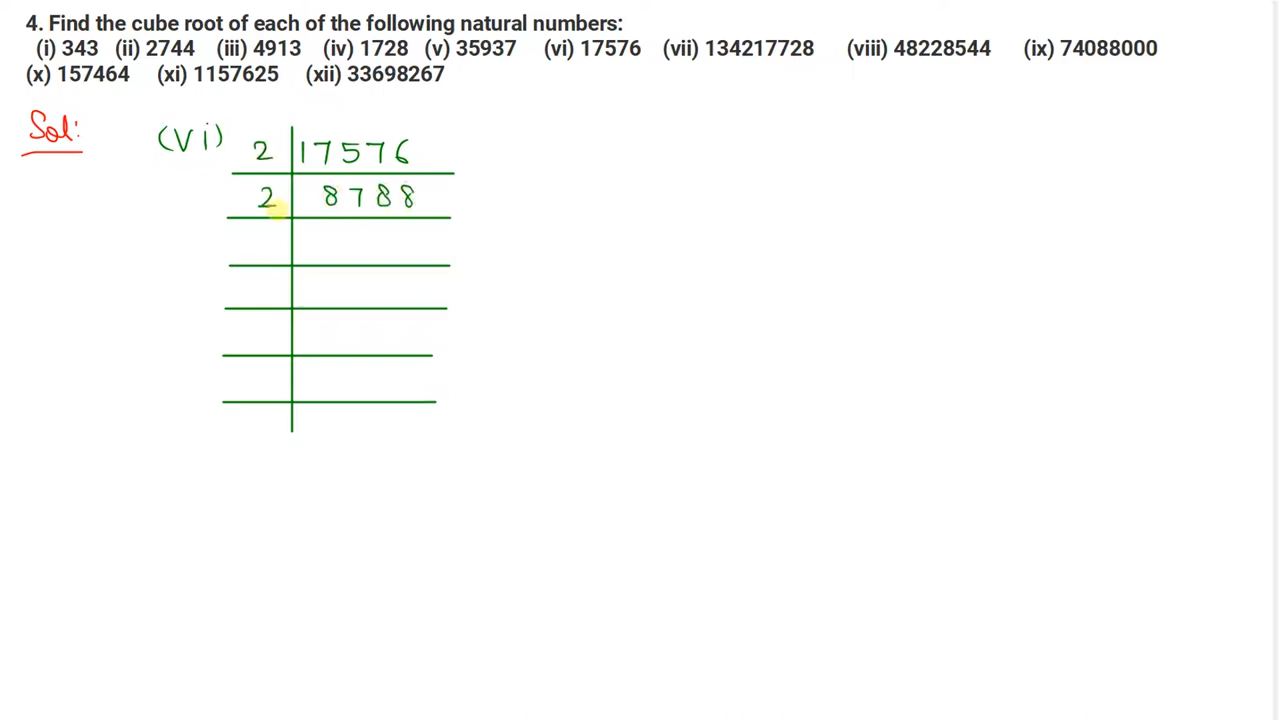 4. Find the cube root of each of the following natural numbers:
(i) 343 (ii) 2744 (iii) 4913 (iv) 1728 (v) 35937 (vi) 17576 (vii) 134217728 (viii) 48228544 (ix) 74088000
(x) 157464 (xi) 1157625 (xii) 33698267
Sol:
(Vi) 2 17576
2 8788